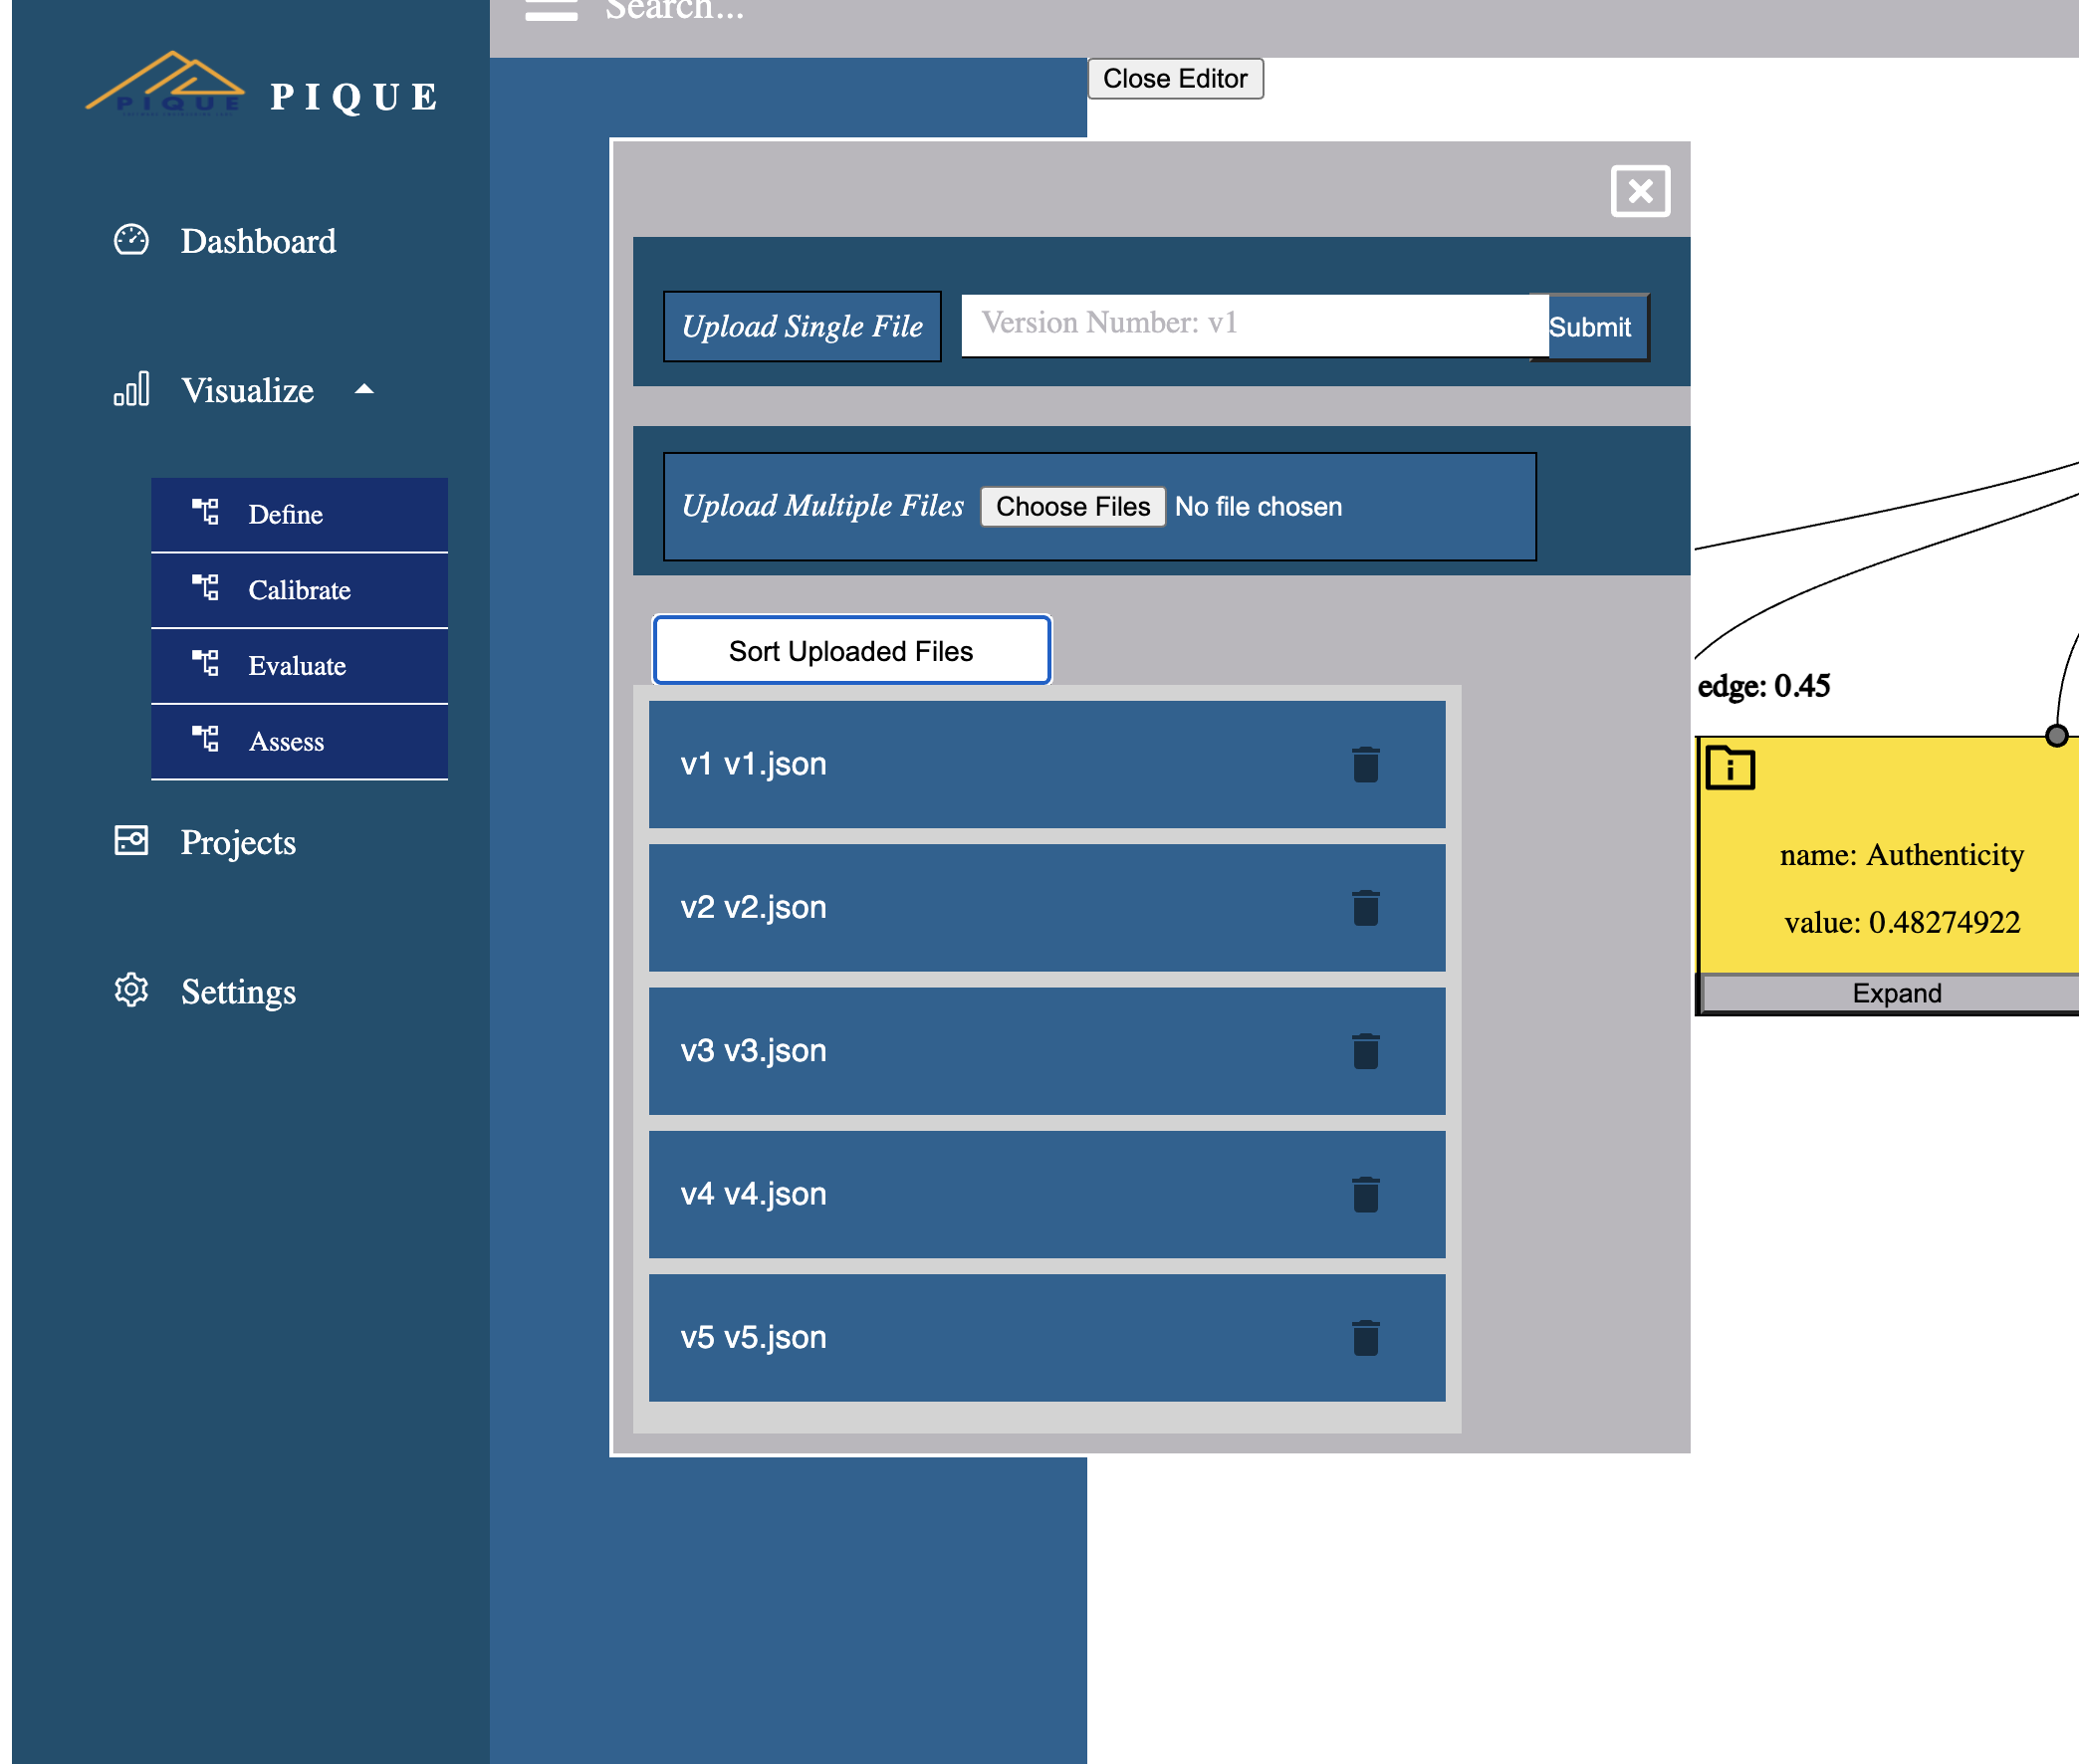 Search...
PIQUE
PIQUE
Close Editor
Dashboard
Visualize
Define
Calibrate
Evaluate
Assess
Projects
Settings
Upload Single File
Version Number: v1
Submit
Upload Multiple Files
Choose Files
No file chosen
Sort Uploaded Files
v1 v1.json
v2 v2.json
v3 v3.json
v4 v4.json
v5 v5.json
edge: 0.45
name: Authenticity
value: 0.48274922
Expand